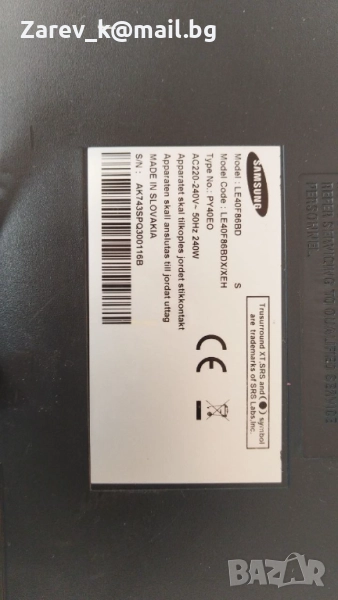 Zarev_k@mail.bg
SAMSUNG
Model : LE40F86BD S
Model Code : LE40F86BDX/XEH
Type No. : PY40EO
AC220-240V~ 50Hz 240W
Apparatet skal tilkoples jordet stikkontakt
Apparaten skall anslutas till jordat uttag
MADE IN SLOVAKIA
S/N : AK743SPQ300116B
Trusurround XT,SRS and (●) symbol
are trademarks of SRS Labs.Inc.
CE
BAZAR